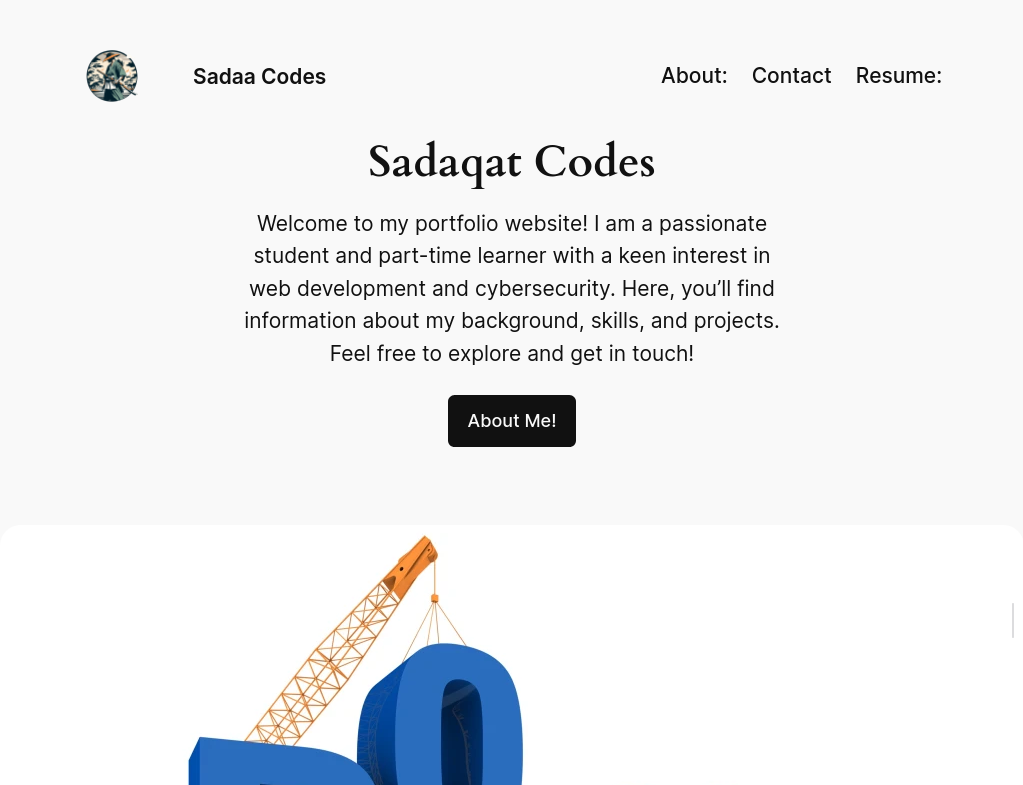 Sadaa Codes
About: Contact Resume:
Sadaqat Codes
Welcome to my portfolio website! I am a passionate
student and part-time learner with a keen interest in
web development and cybersecurity. Here, you’ll find
information about my background, skills, and projects.
Feel free to explore and get in touch!
About Me!